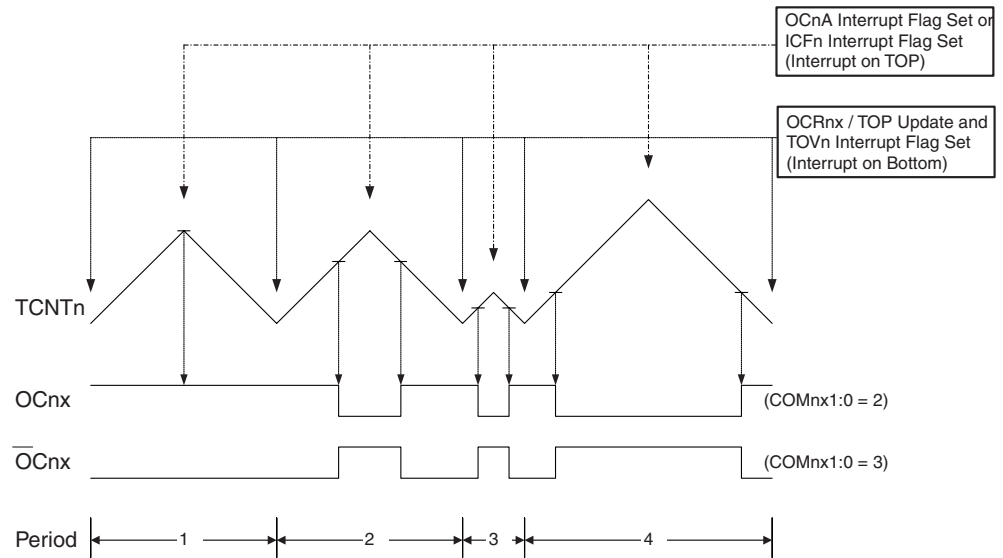 OCnA Interrupt Flag Set or
ICFn Interrupt Flag Set
(Interrupt on TOP)
OCRnx / TOP Update and
TOVn Interrupt Flag Set
(Interrupt on Bottom)
TCNTn
OCnx
(COMnx1:0 = 2)
O̅Cnx
(COMnx1:0 = 3)
Period
1
2
3
4